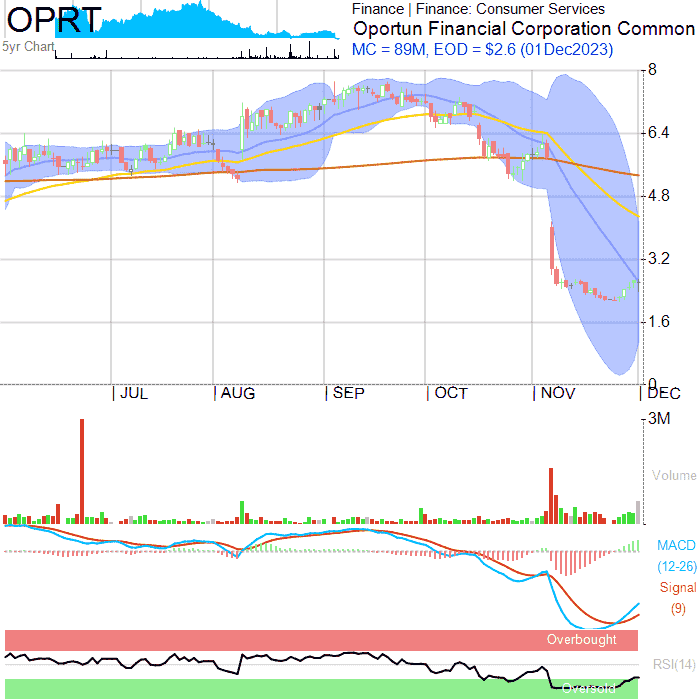 OPRT
Finance | Finance: Consumer Services
Oportun Financial Corporation Common
5yr Chart
MC = 89M, EOD = $2.6 (01Dec2023)
8
6.4
4.8
3.2
1.6
0
JUL
AUG
SEP
OCT
NOV
DEC
3M
Volume
MACD
(12-26)
Signal
(9)
Overbought
RSI(14)
Oversold